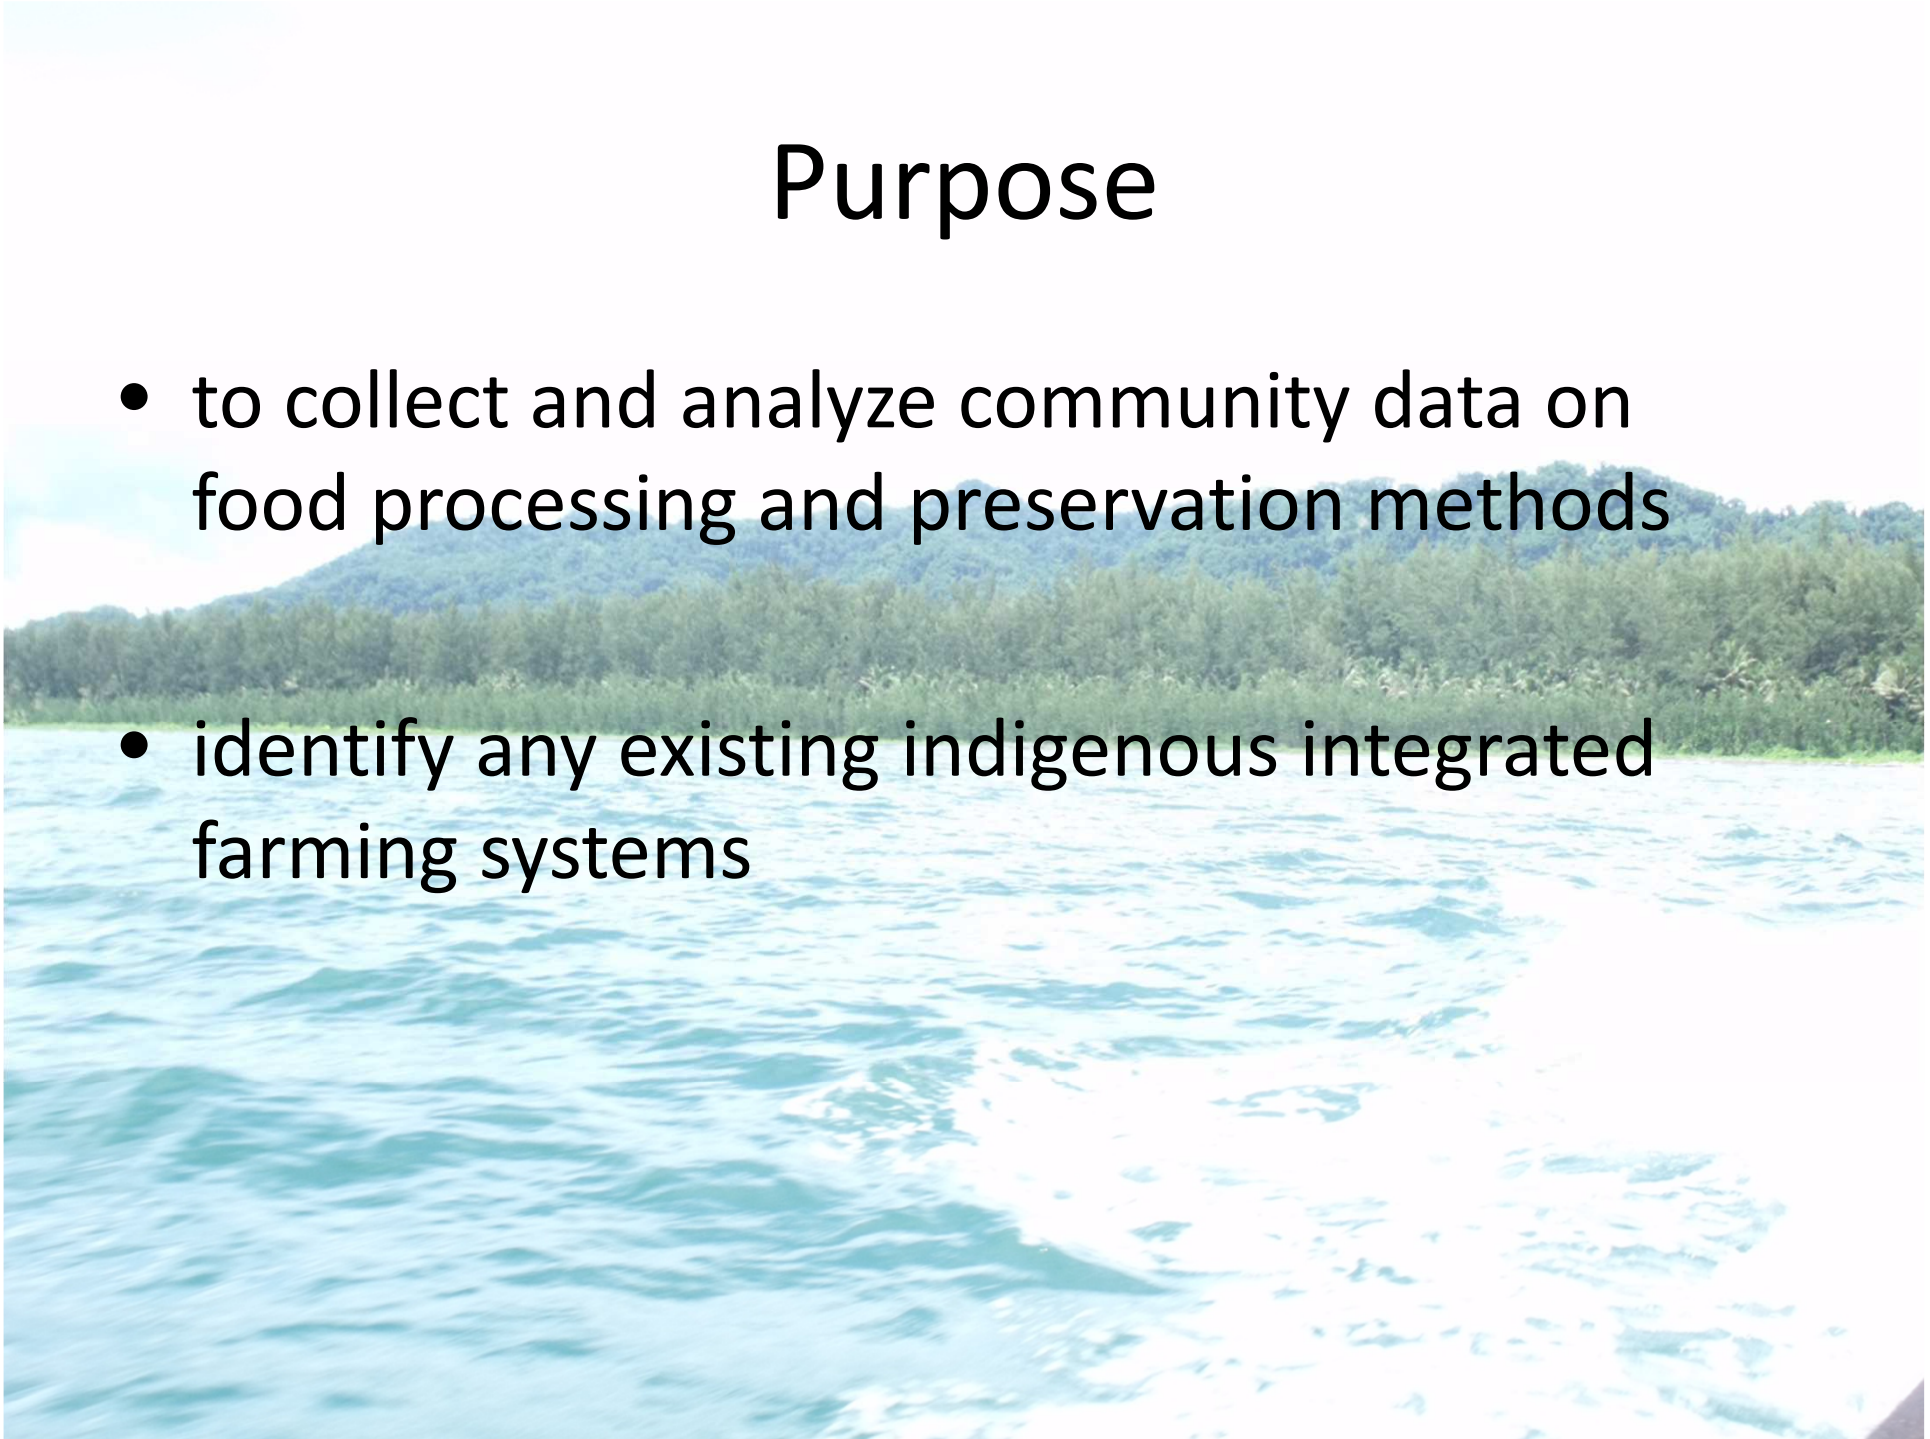 Purpose
• to collect and analyze community data on
food processing and preservation methods
• identify any existing indigenous integrated
farming systems